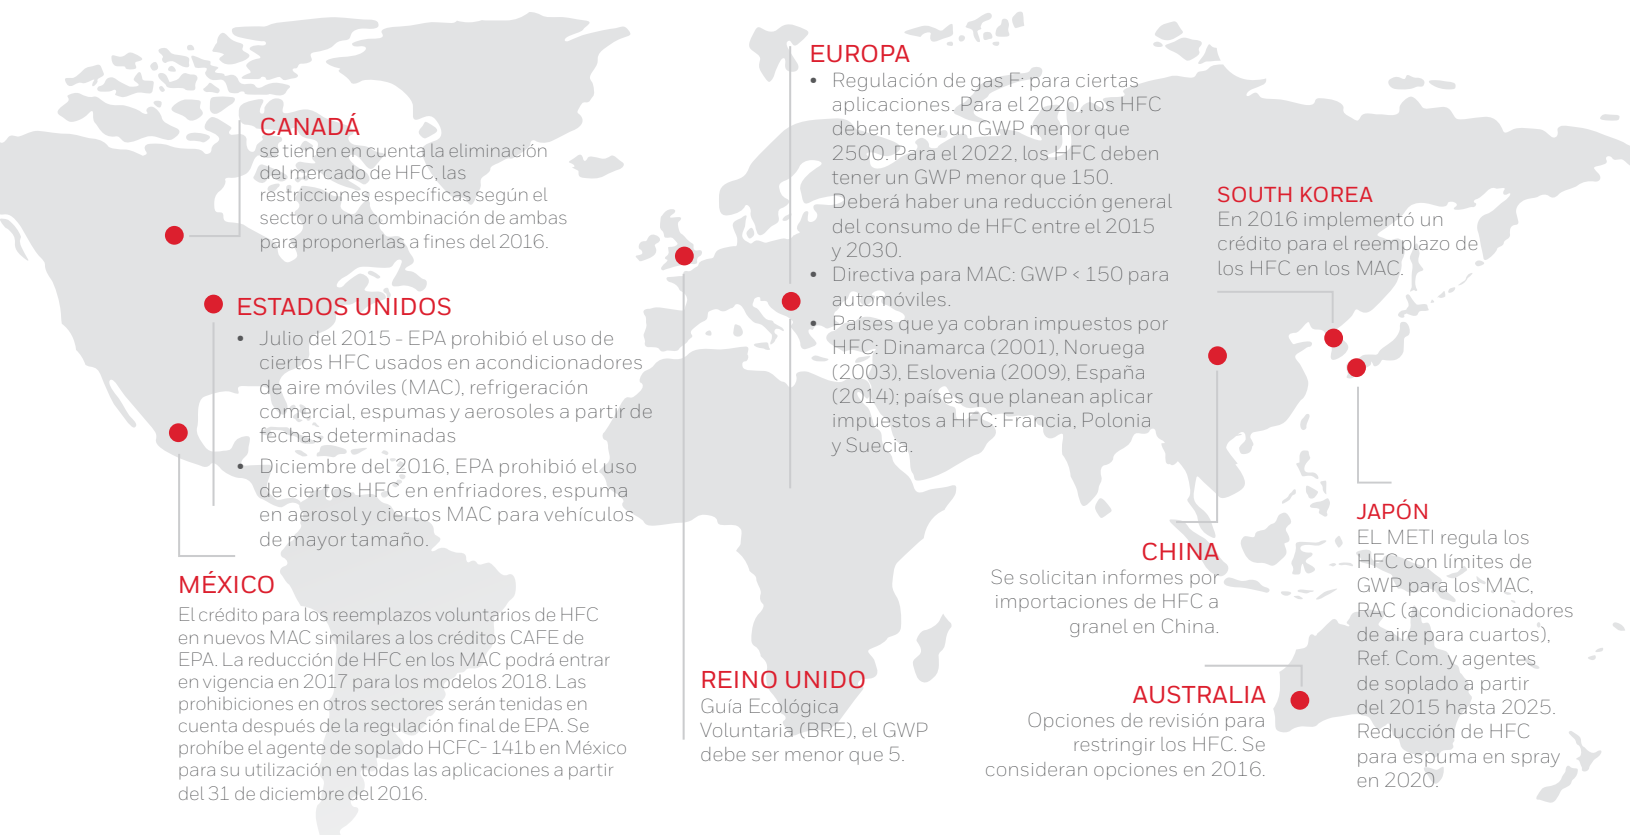 CANADÁ
se tienen en cuenta la eliminación
del mercado de HFC, las
restricciones específicas según el
sector o una combinación de ambas
para proponerlas a fines del 2016.
ESTADOS UNIDOS
• Julio del 2015 - EPA prohibió el uso de
ciertos HFC usados en acondicionadores
de aire móviles (MAC), refrigeración
comercial, espumas y aerosoles a partir de
fechas determinadas
• Diciembre del 2016, EPA prohibió el uso
de ciertos HFC en enfriadores, espuma
en aerosol y ciertos MAC para vehículos
de mayor tamaño.
MÉXICO
El crédito para los reemplazos voluntarios de HFC
en nuevos MAC similares a los créditos CAFE de
EPA. La reducción de HFC en los MAC podrá entrar
en vigencia en 2017 para los modelos 2018. Las
prohibiciones en otros sectores serán tenidas en
cuenta después de la regulación final de EPA. Se
prohíbe el agente de soplado HCFC- 141b en México
para su utilización en todas las aplicaciones a partir
del 31 de diciembre del 2016.
EUROPA
• Regulación de gas F: para ciertas
aplicaciones. Para el 2020, los HFC
deben tener un GWP menor que
2500. Para el 2022, los HFC deben
tener un GWP menor que 150.
Deberá haber una reducción general
del consumo de HFC entre el 2015
y 2030.
• Directiva para MAC: GWP < 150 para
automóviles.
• Países que ya cobran impuestos por
HFC: Dinamarca (2001), Noruega
(2003), Eslovenia (2009), España
(2014); países que planean aplicar
impuestos a HFC: Francia, Polonia
y Suecia.
REINO UNIDO
Guía Ecológica
Voluntaria (BRE), el GWP
debe ser menor que 5.
SOUTH KOREA
En 2016 implementó un
crédito para el reemplazo de
los HFC en los MAC.
CHINA
Se solicitan informes por
importaciones de HFC a
granel en China.
AUSTRALIA
Opciones de revisión para
restringir los HFC. Se
consideran opciones en 2016.
JAPÓN
EL METI regula los
HFC con límites de
GWP para los MAC,
RAC (acondicionadores
de aire para cuartos),
Ref. Com. y agentes
de soplado a partir
del 2015 hasta 2025.
Reducción de HFC
para espuma en spray
en 2020.